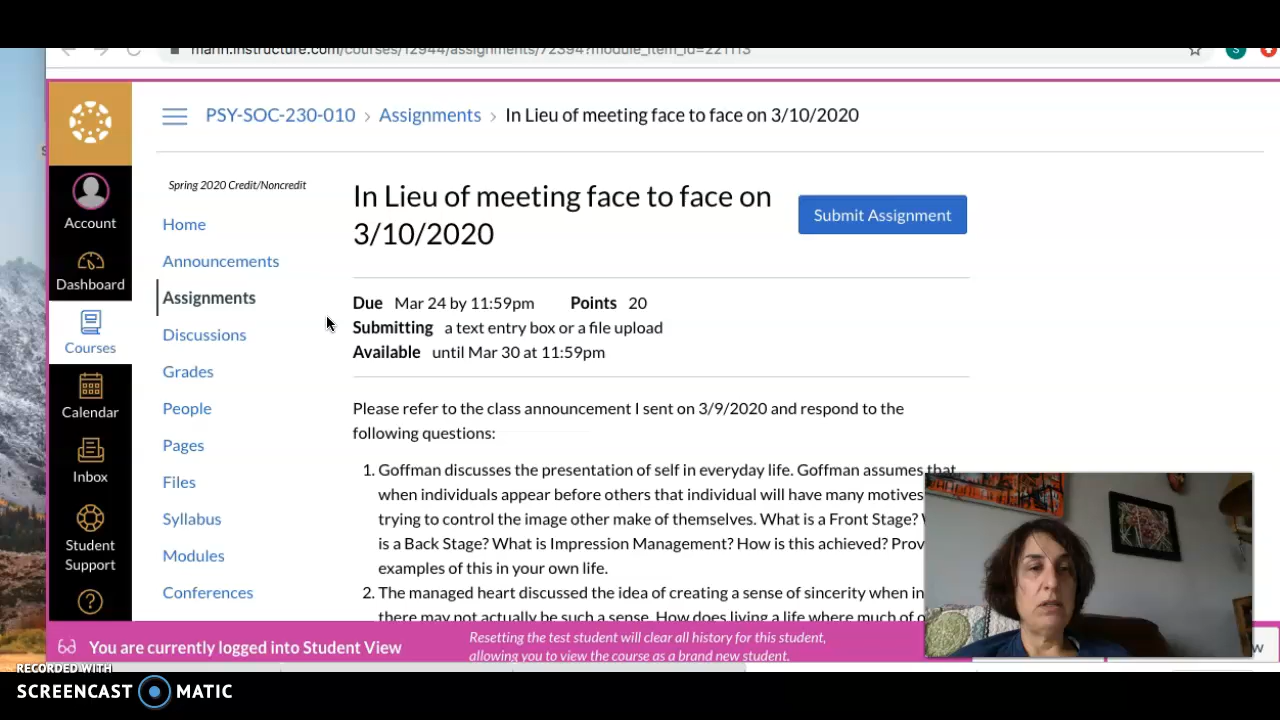 marin.instructure.com/courses/12944/assignments/72394?module_item_id=221113
PSY-SOC-230-010 › Assignments › In Lieu of meeting face to face on 3/10/2020
Spring 2020 Credit/Noncredit
Account
Dashboard
Courses
Calendar
Inbox
Student
Support
Home
Announcements
Assignments
Discussions
Grades
People
Pages
Files
Syllabus
Modules
Conferences
In Lieu of meeting face to face on
3/10/2020
Submit Assignment
Due Mar 24 by 11:59pm Points 20
Submitting a text entry box or a file upload
Available until Mar 30 at 11:59pm
Please refer to the class announcement I sent on 3/9/2020 and respond to the
following questions:
1. Goffman discusses the presentation of self in everyday life. Goffman assumes that
when individuals appear before others that individual will have many motives
trying to control the image other make of themselves. What is a Front Stage?
is a Back Stage? What is Impression Management? How is this achieved? Prov
examples of this in your own life.
2. The managed heart discussed the idea of creating a sense of sincerity when in
there may not actually be such a sense. How does living a life where much of o
You are currently logged into Student View
Resetting the test student will clear all history for this student,
allowing you to view the course as a brand new student.
RECORDED WITH
SCREENCAST MATIC